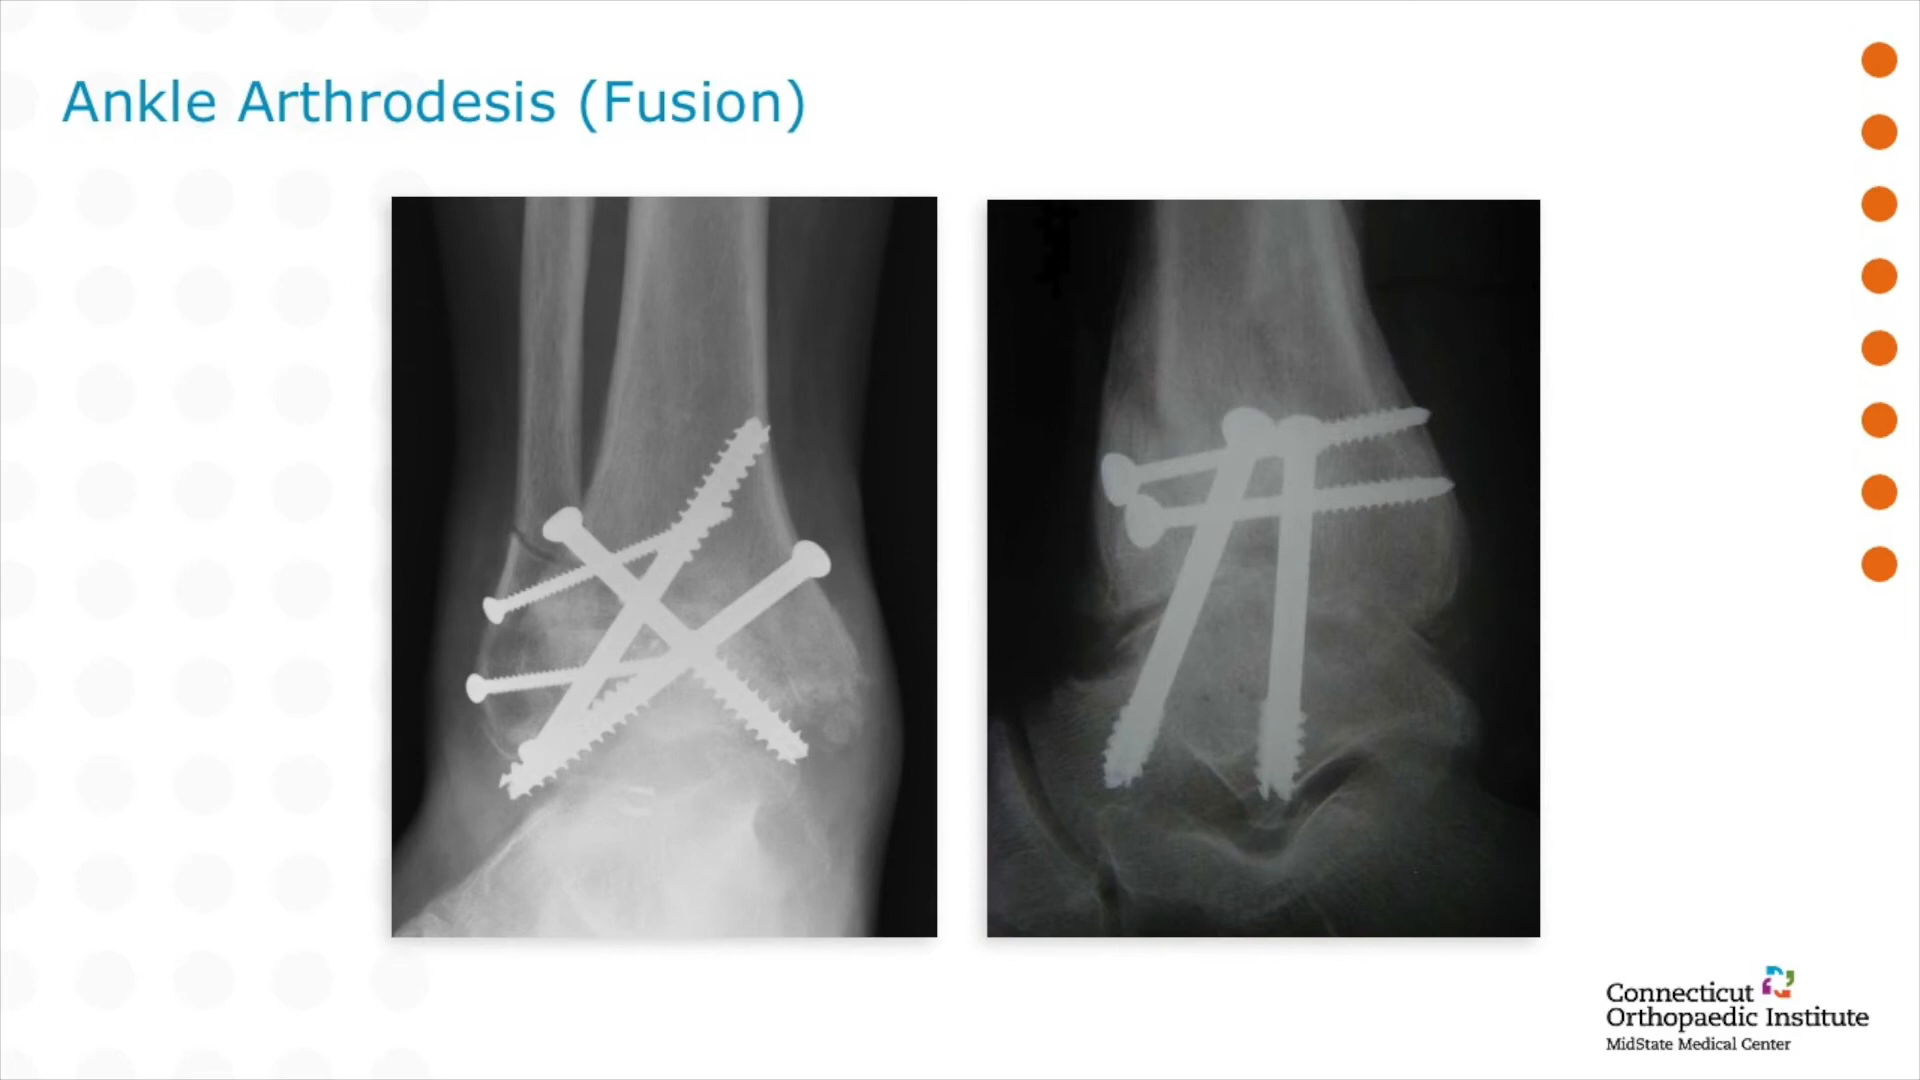 Ankle Arthrodesis (Fusion)
Connecticut
Orthopaedic Institute
MidState Medical Center